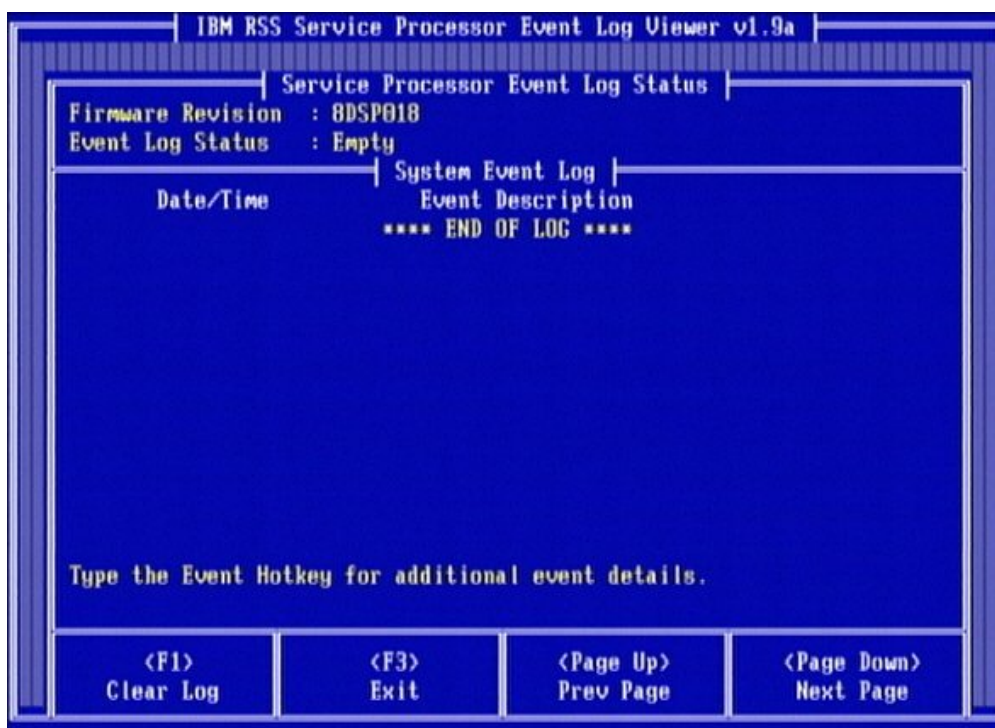 IBM RSS Service Processor Event Log Viewer v1.9a
Service Processor Event Log Status
Firmware Revision : 8DSP018
Event Log Status : Empty
System Event Log
Date/Time Event Description
**** END OF LOG ****
Type the Event Hotkey for additional event details.
<F1> <F3> <Page Up> <Page Down>
Clear Log Exit Prev Page Next Page